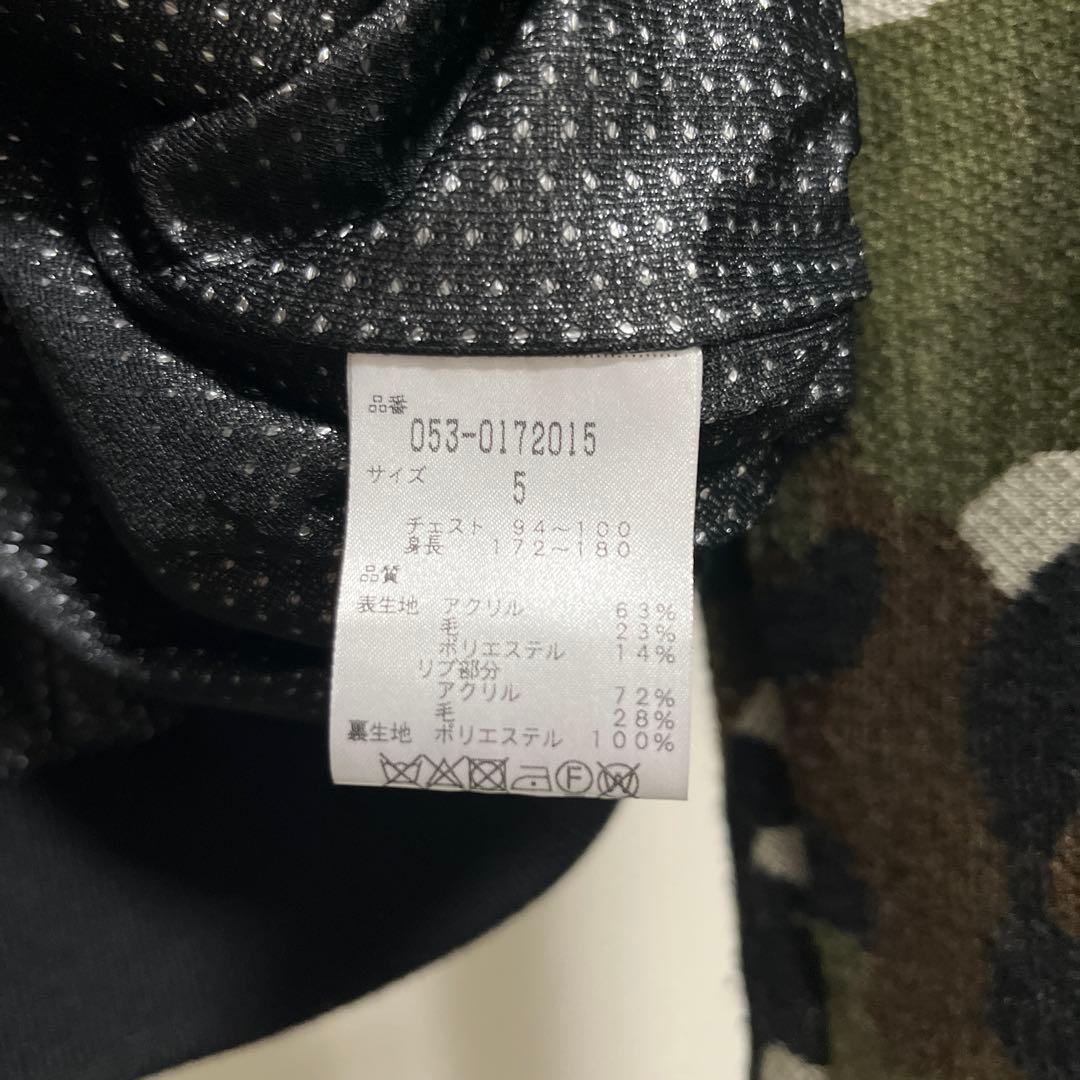 品番
053-0172015
サイズ 5
チェスト 94～100
身長 172～180
品質
表生地 アクリル 63%
毛 23%
ポリエステル 14%
リブ部分
アクリル 72%
毛 28%
裏生地 ポリエステル 100%
F W